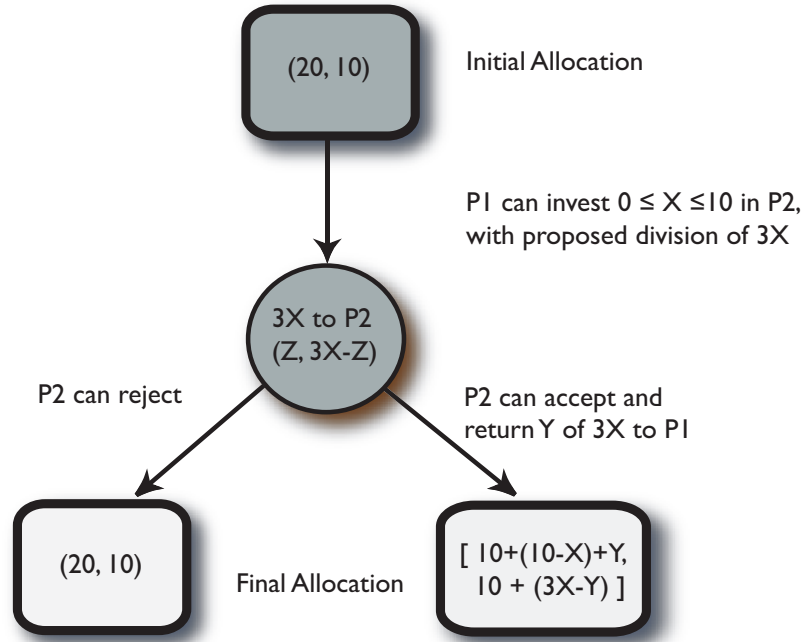 (20, 10)
Initial Allocation
P1 can invest 0 ≤ X ≤10 in P2,
with proposed division of 3X
3X to P2
(Z, 3X-Z)
P2 can reject
P2 can accept and
return Y of 3X to P1
(20, 10)
Final Allocation
[ 10+(10-X)+Y,
10 + (3X-Y) ]